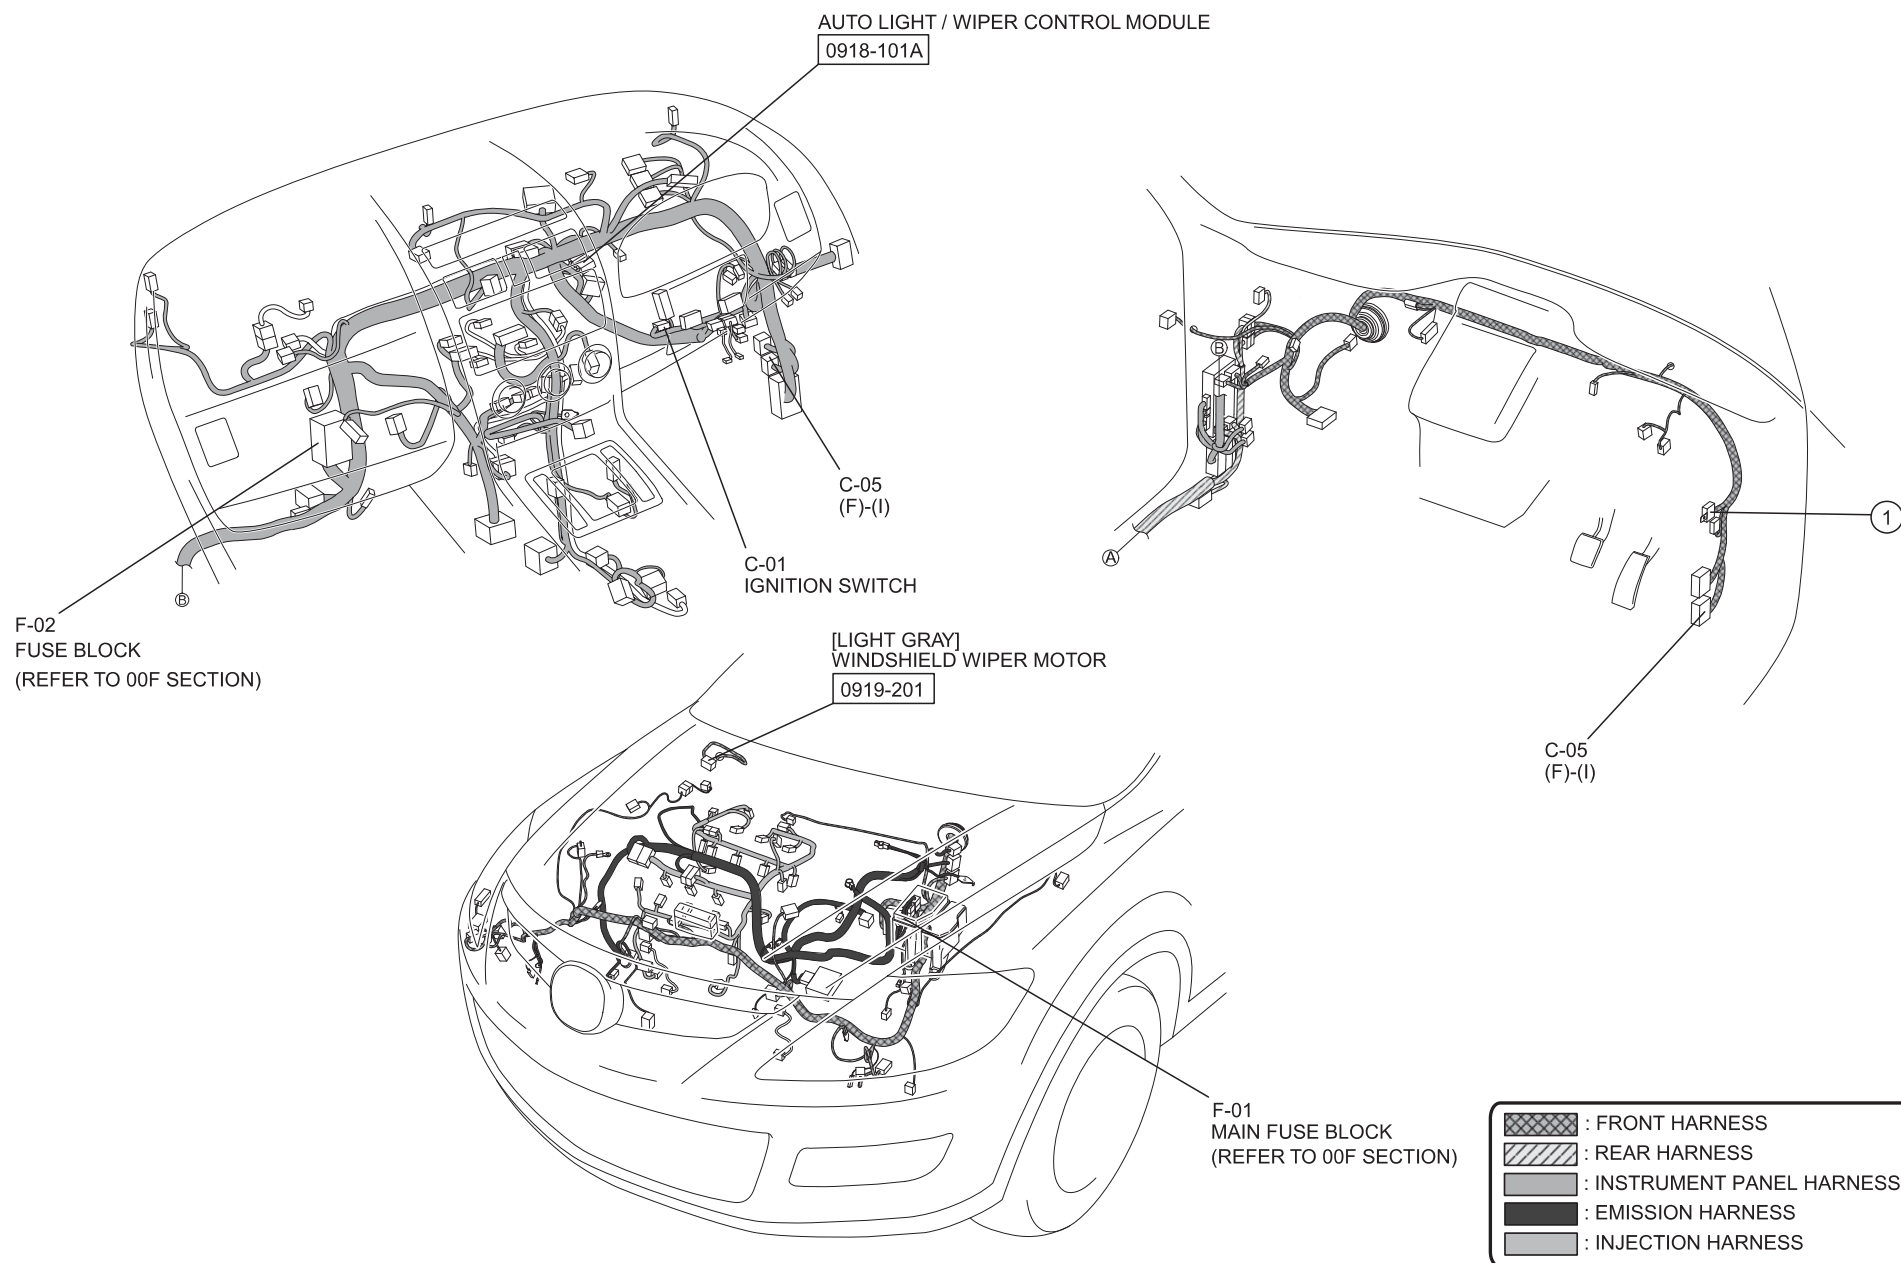 AUTO LIGHT / WIPER CONTROL MODULE
0918-101A
B
F-02
FUSE BLOCK
(REFER TO 00F SECTION)
C-05
(F)-(I)
C-01
IGNITION SWITCH
B
A
1
C-05
(F)-(I)
[LIGHT GRAY]
WINDSHIELD WIPER MOTOR
0919-201
F-01
MAIN FUSE BLOCK
(REFER TO 00F SECTION)
: FRONT HARNESS
: REAR HARNESS
: INSTRUMENT PANEL HARNESS
: EMISSION HARNESS
: INJECTION HARNESS